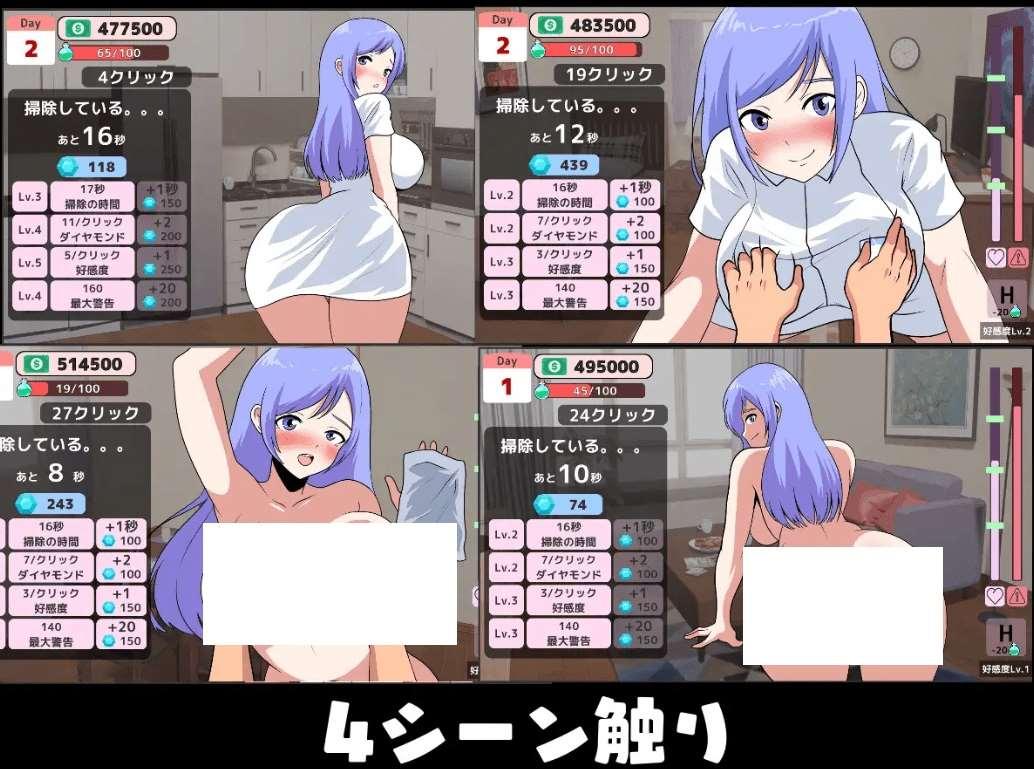 Day
2
477500
65/100
4クリック
掃除している。。。
あと16秒
118
Lv.3
17秒
掃除の時間
+1秒
150
Lv.4
11/クリック
ダイヤモンド
+2
200
Lv.5
5/クリック
好感度
+1
250
Lv.4
160
最大警告
+20
200
Day
2
483500
95/100
19クリック
掃除している。。。
あと12秒
439
Lv.2
16秒
掃除の時間
+1秒
100
Lv.2
7/クリック
ダイヤモンド
+2
100
Lv.3
3/クリック
好感度
+1
150
Lv.3
140
最大警告
+20
150
H
-20
好感度Lv.2
514500
19/100
27クリック
除している。。。
あと 8 秒
243
16秒
掃除の時間
+1秒
100
7/クリック
ダイヤモンド
+2
100
3/クリック
好感度
+1
150
140
最大警告
+20
150
Day
1
495000
45/100
24クリック
掃除している。。。
あと10秒
74
Lv.2
16秒
掃除の時間
+1秒
100
Lv.2
7/クリック
ダイヤモンド
+2
100
Lv.3
3/クリック
好感度
+1
150
Lv.3
140
最大警告
+20
150
H
-20
好感度Lv.1
4シーン触り